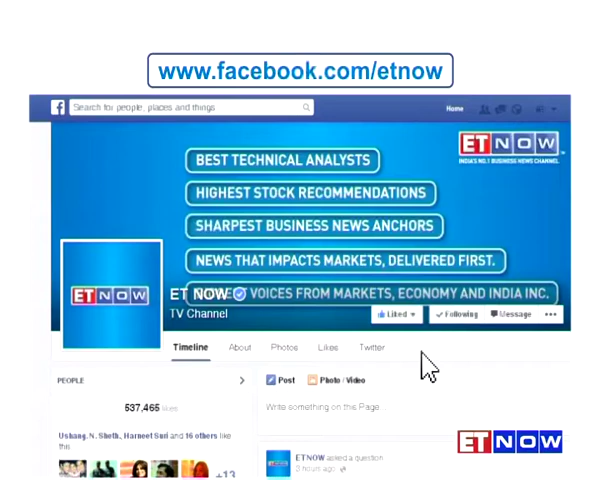 www.facebook.com/etnow
Search for people, places and things
Home
ET NOW
INDIA'S NO.1 BUSINESS NEWS CHANNEL
BEST TECHNICAL ANALYSTS
HIGHEST STOCK RECOMMENDATIONS
SHARPEST BUSINESS NEWS ANCHORS
NEWS THAT IMPACTS MARKETS, DELIVERED FIRST.
VOICES FROM MARKETS, ECONOMY AND INDIA INC.
ET NOW
ET NOW
TV Channel
Liked
Following
Message
Timeline
About
Photos
Likes
Twitter
PEOPLE
537,465 likes
Ushang. N. Sheth, Harneet Suri and 16 others like
this
+13
Post
Photo / Video
Write something on this Page...
ETNOW asked a question
2 hours ago
ET NOW